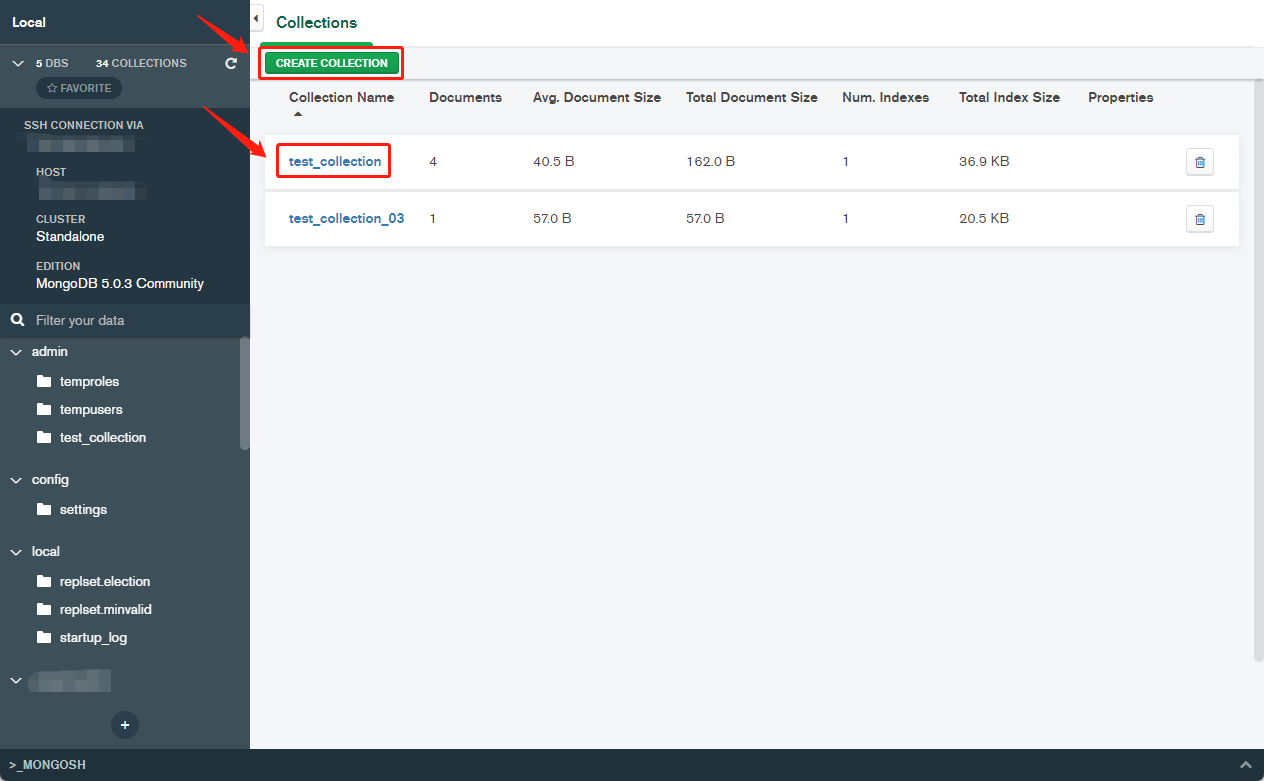 Local
5 DBS 34 COLLECTIONS
FAVORITE
SSH CONNECTION VIA
HOST
CLUSTER
Standalone
EDITION
MongoDB 5.0.3 Community
Filter your data
admin
temproles
tempusers
test_collection
config
settings
local
replset.election
replset.minvalid
startup_log
+
Collections
CREATE COLLECTION
Collection Name Documents Avg. Document Size Total Document Size Num. Indexes Total Index Size Properties
test_collection 4 40.5 B 162.0 B 1 36.9 KB
test_collection_03 1 57.0 B 57.0 B 1 20.5 KB
>_MONGOSH